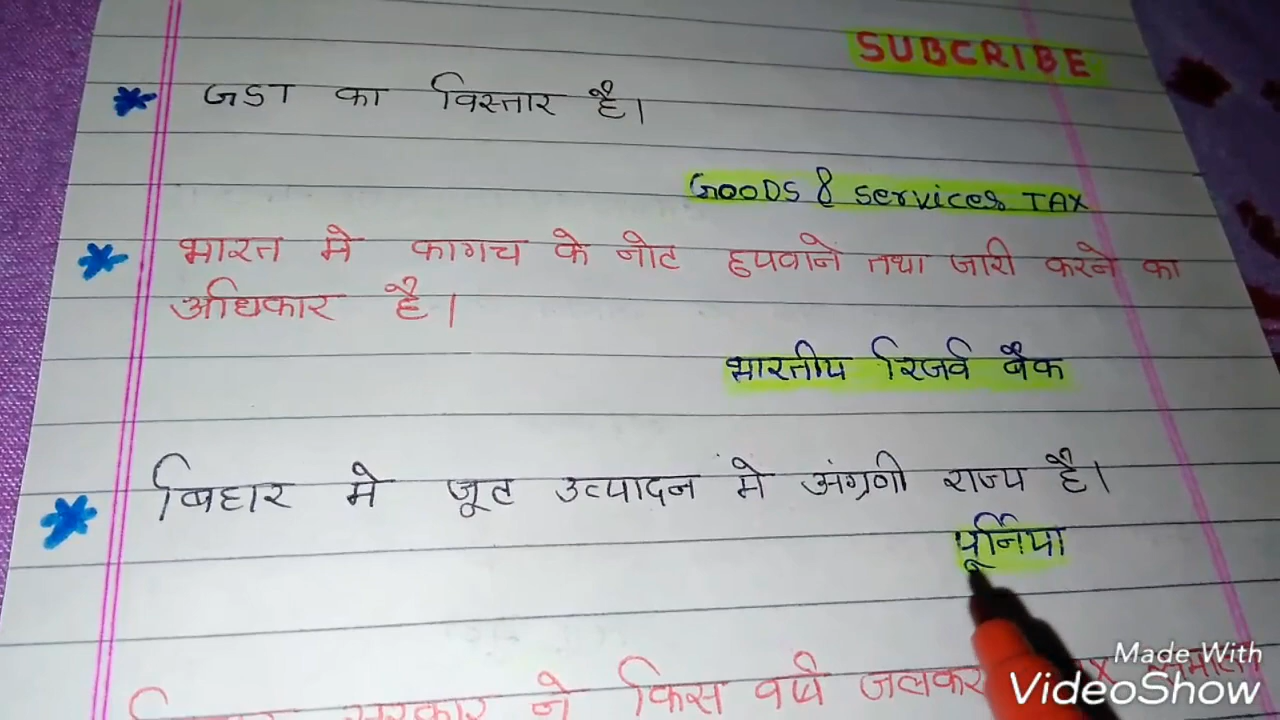 SUBCRIBE
GST का विस्तार है।
GOODS & Services TAX
भारत मे कागच के नोट छपवाने तथा जारी करने का
अधिकार है।
भारतीय रिजर्व बैंक
बिहार मे जूट उत्पादन मे अंग्रणी राज्य है।
पूर्निया
सरकार ने किस वर्ष जलकर
Made With
VideoShow